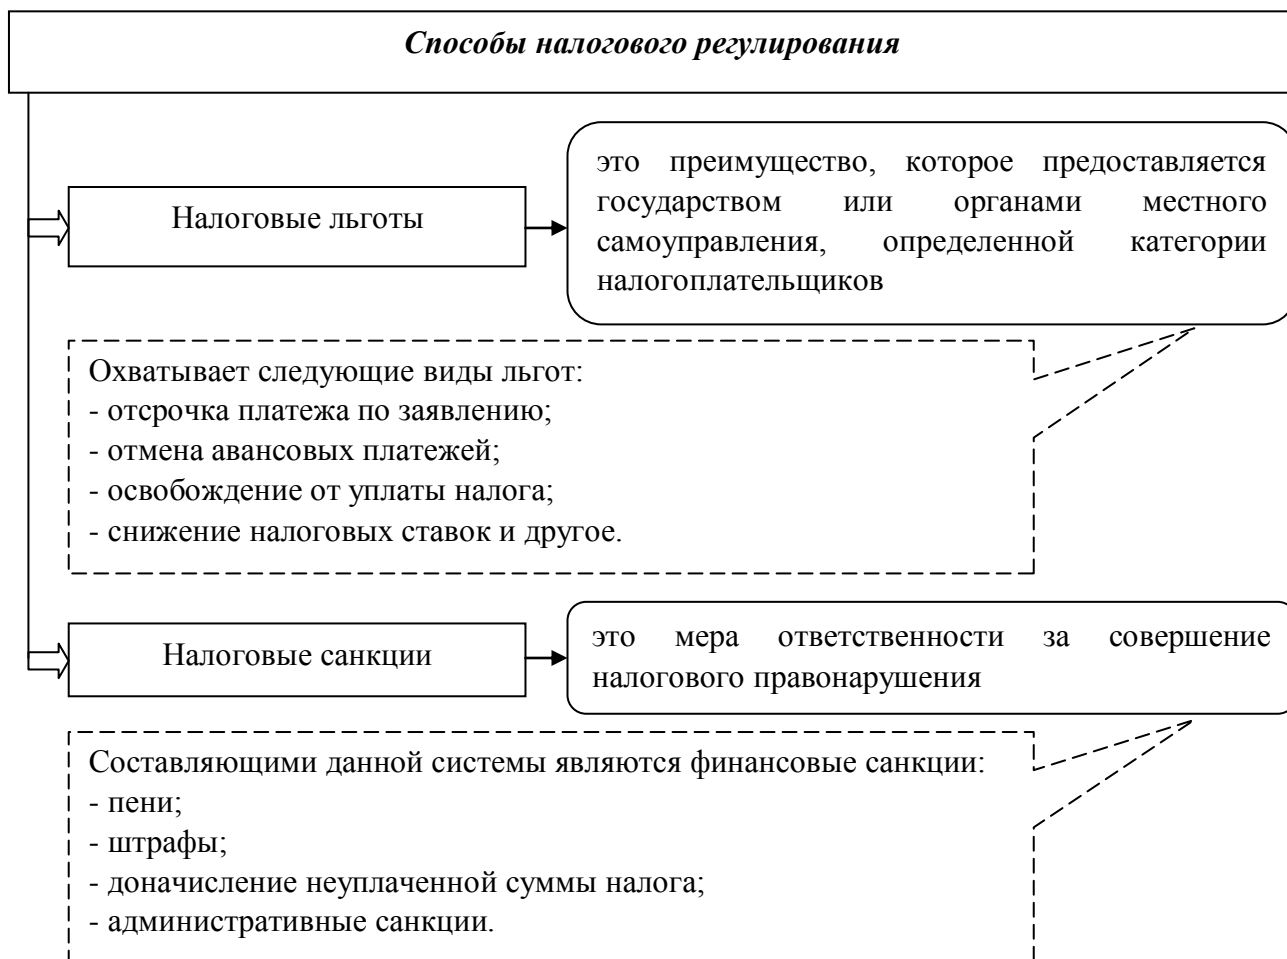 Способы налогового регулирования
Налоговые льготы
это преимущество, которое предоставляется
государством или органами местного
самоуправления, определенной категории
налогоплательщиков
Охватывает следующие виды льгот:
- отсрочка платежа по заявлению;
- отмена авансовых платежей;
- освобождение от уплаты налога;
- снижение налоговых ставок и другое.
Налоговые санкции
это мера ответственности за совершение
налогового правонарушения
Составляющими данной системы являются финансовые санкции:
- пени;
- штрафы;
- доначисление неуплаченной суммы налога;
- административные санкции.